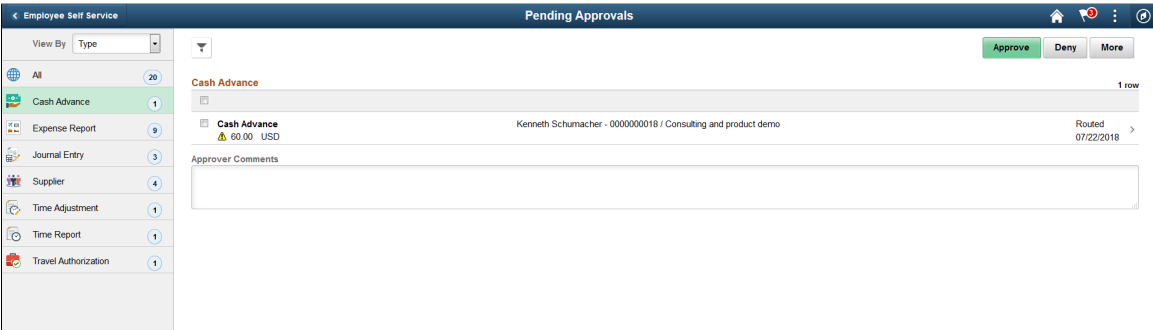 Employee Self Service
Pending Approvals
3
View By Type
Approve Deny More
All 20
Cash Advance 1
Expense Report 9
Journal Entry 3
Supplier 4
Time Adjustment 1
Time Report 1
Travel Authorization 1
Cash Advance
1 row
Cash Advance Kenneth Schumacher - 0000000018 / Consulting and product demo Routed
60.00 USD 07/22/2018
Approver Comments